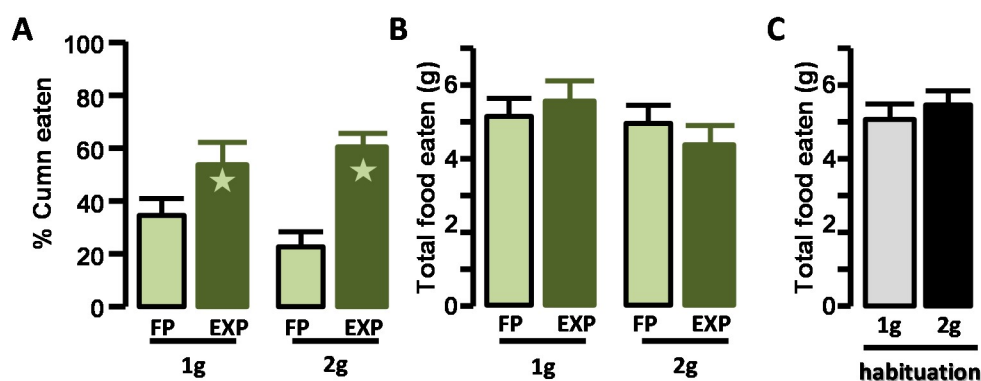 A
% Cumn eaten
100
80
60
40
20
0
FP EXP FP EXP
1g 2g
B
Total food eaten (g)
6
4
2
0
FP EXP FP EXP
1g 2g
C
Total food eaten (g)
6
4
2
0
1g 2g
habituation